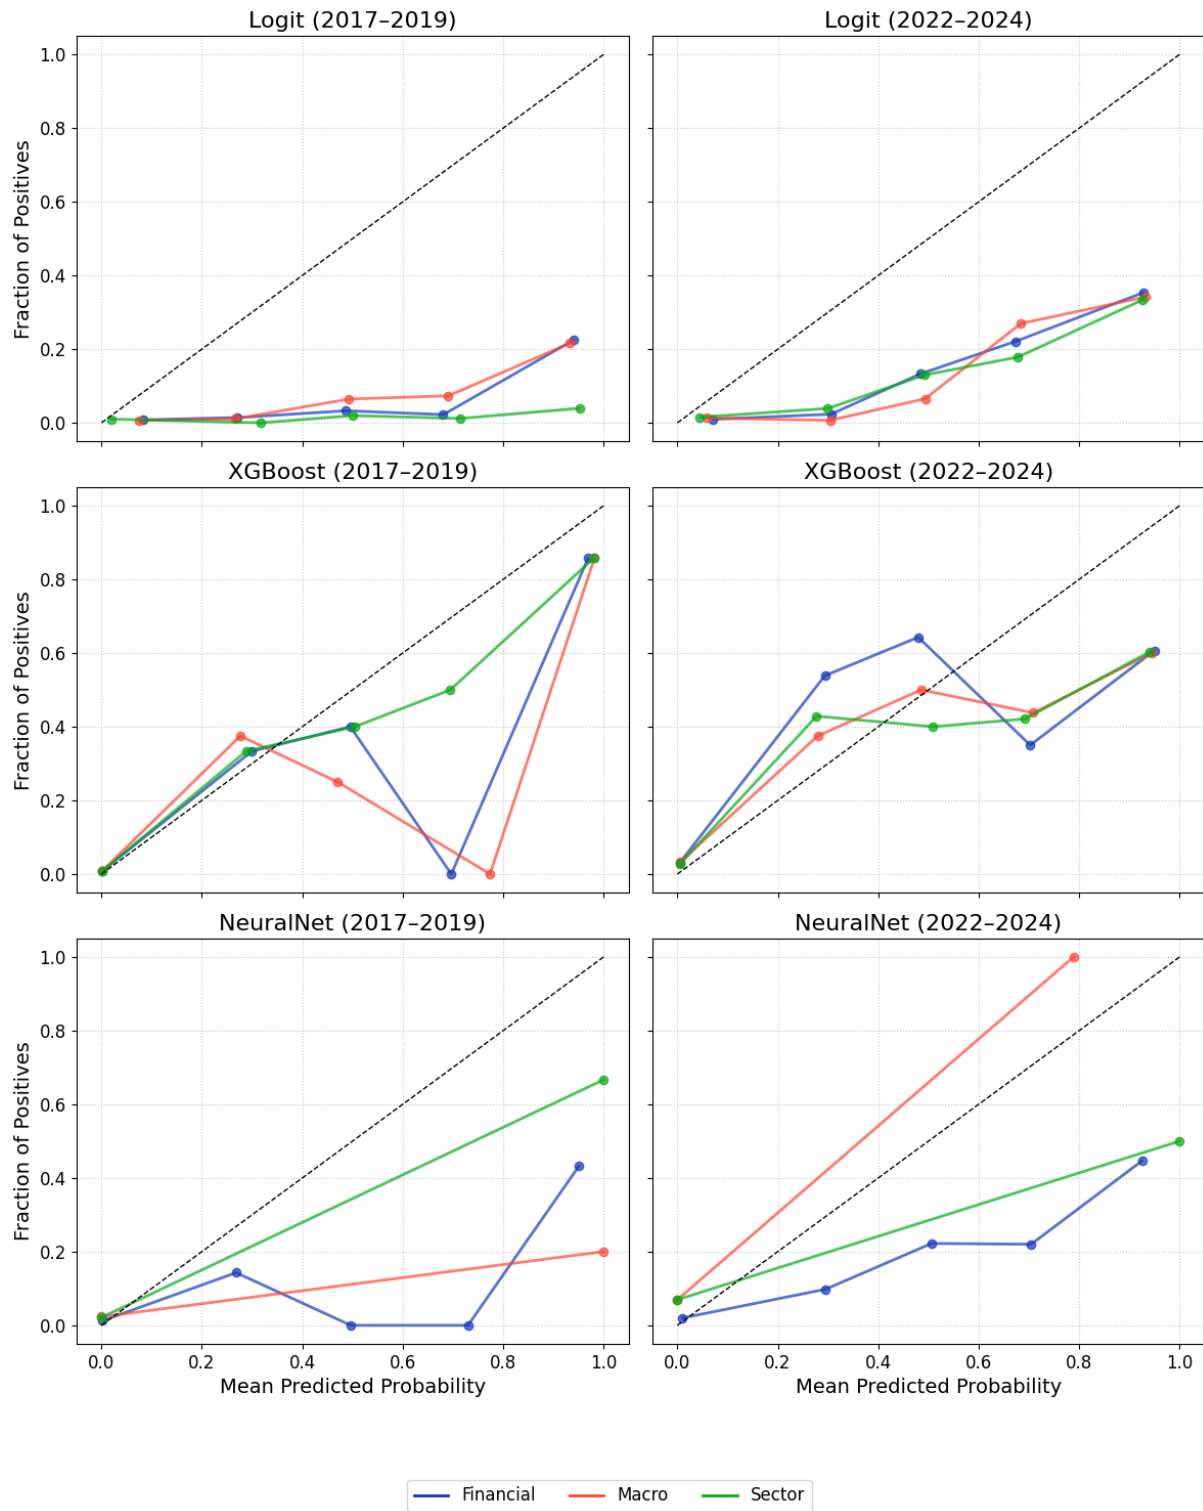 Logit (2017–2019)
Logit (2022–2024)
1.0
0.8
0.6
0.4
0.2
0.0
Fraction of Positives
XGBoost (2017–2019)
XGBoost (2022–2024)
1.0
0.8
0.6
0.4
0.2
0.0
Fraction of Positives
NeuralNet (2017–2019)
NeuralNet (2022–2024)
1.0
0.8
0.6
0.4
0.2
0.0
Fraction of Positives
0.0 0.2 0.4 0.6 0.8 1.0
0.0 0.2 0.4 0.6 0.8 1.0
Mean Predicted Probability
Mean Predicted Probability
Financial Macro Sector